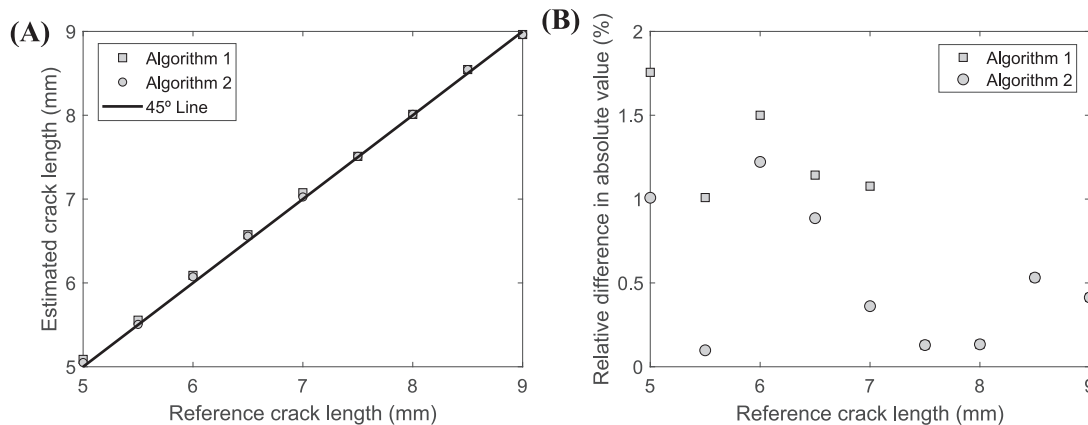 (A)
Algorithm 1
Algorithm 2
45º Line
Estimated crack length (mm)
9
8
7
6
5
5 6 7 8 9
Reference crack length (mm)
(B)
Algorithm 1
Algorithm 2
Relative difference in absolute value (%)
2
1.5
1
0.5
0
5 6 7 8 9
Reference crack length (mm)